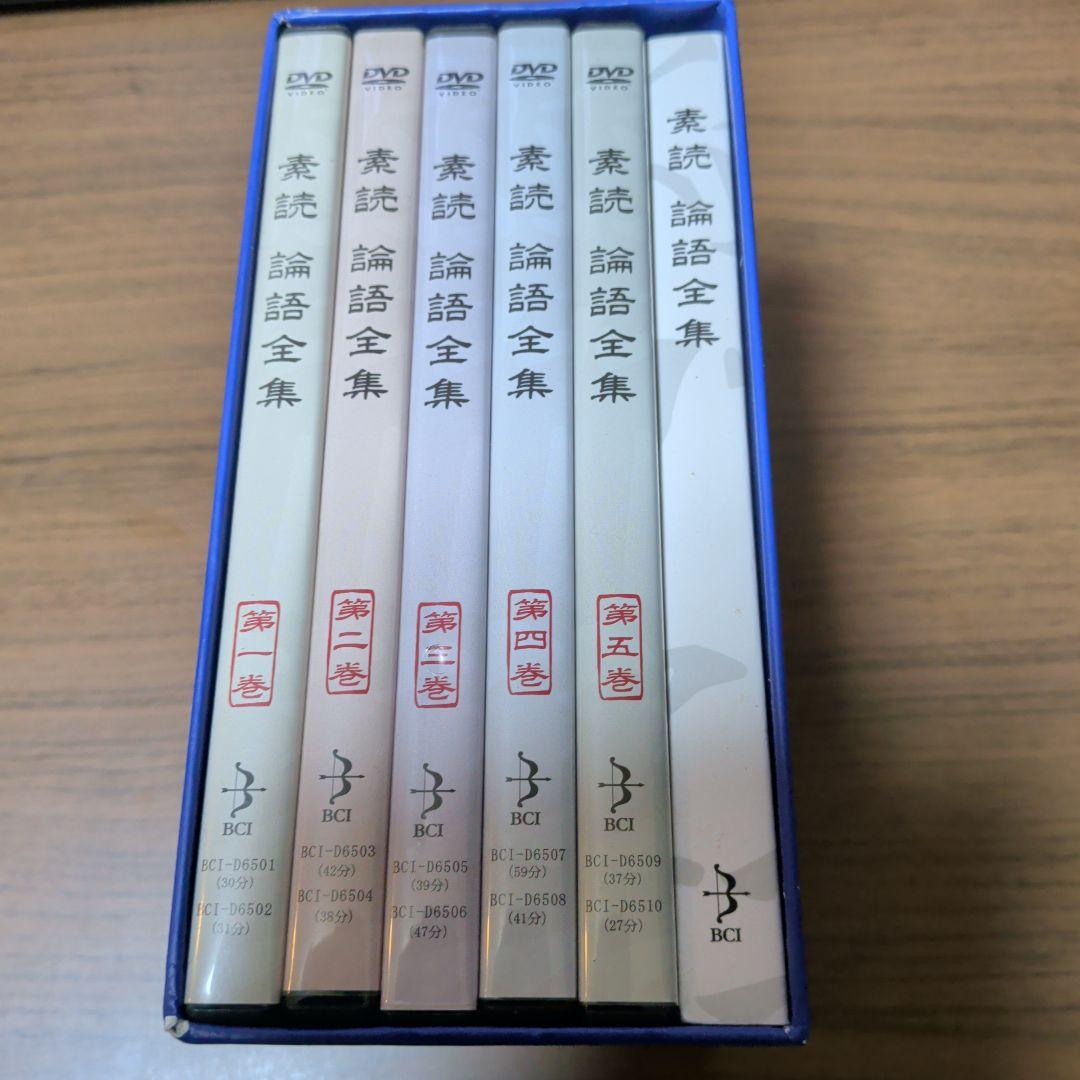 DVD
VIDEO
素読 論語全集
第一巻
BCI
BCI-D6501
(30分)
BCI-D6502
(31分)
DVD
VIDEO
素読 論語全集
第二巻
BCI
BCI-D6503
(42分)
BCI-D6504
(38分)
DVD
VIDEO
素読 論語全集
第三巻
BCI
BCI-D6505
(39分)
BCI-D6506
(47分)
DVD
VIDEO
素読 論語全集
第四巻
BCI
BCI-D6507
(59分)
BCI-D6508
(41分)
DVD
VIDEO
素読 論語全集
第五巻
BCI
BCI-D6509
(37分)
BCI-D6510
(27分)
素読 論語全集
BCI